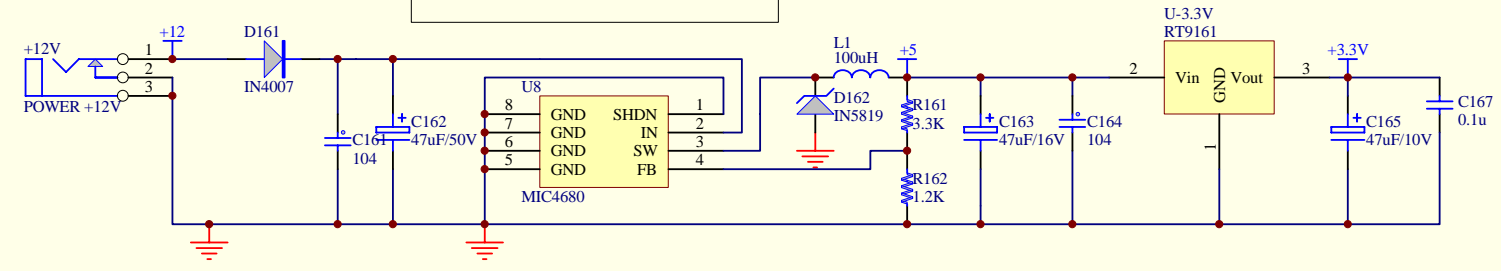 +12V
1
2
3
POWER +12V
+12
D161
IN4007
C161
104
C162
47uF/50V
U8
8 GND SHDN 1
7 GND IN 2
6 GND SW 3
5 GND FB 4
MIC4680
L1
100uH
D162
IN5819
+5
R161
3.3K
R162
1.2K
C163
47uF/16V
C164
104
U-3.3V
RT9161
2 Vin GND Vout 3
1
+3.3V
C165
47uF/10V
C167
0.1u